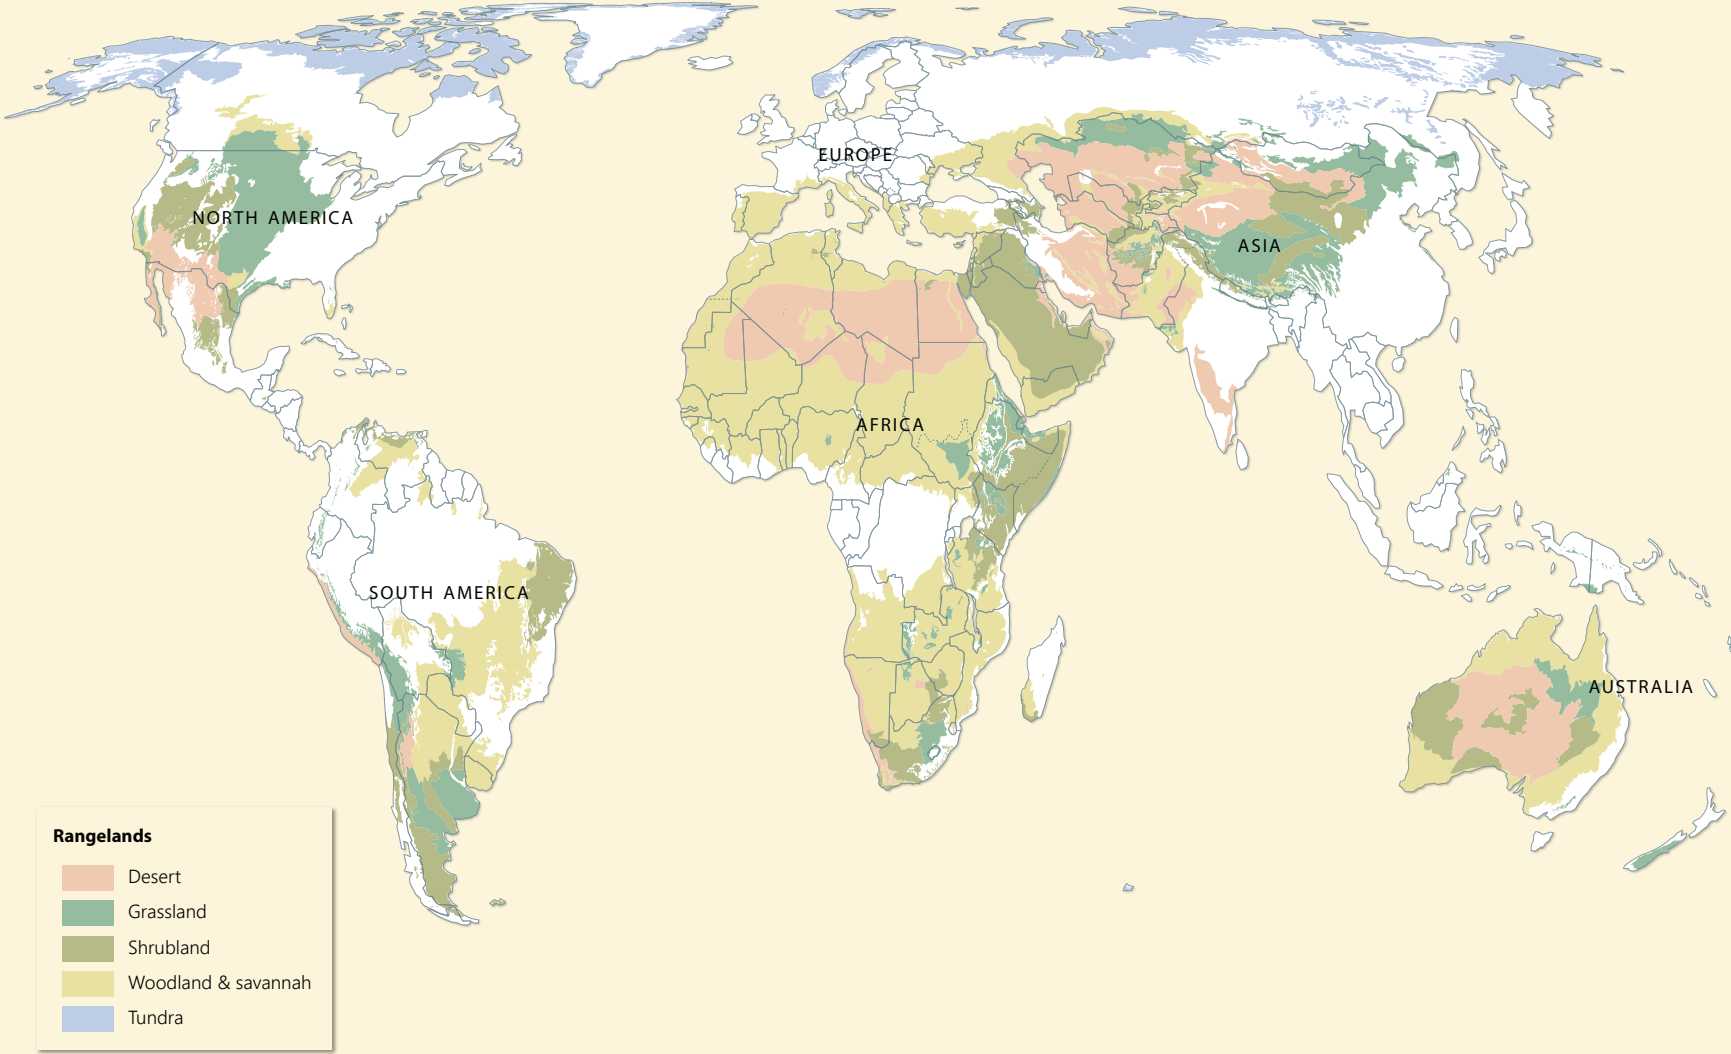 EUROPE
NORTH AMERICA
ASIA
AFRICA
SOUTH AMERICA
AUSTRALIA
Rangelands
Desert
Grassland
Shrubland
Woodland & savannah
Tundra